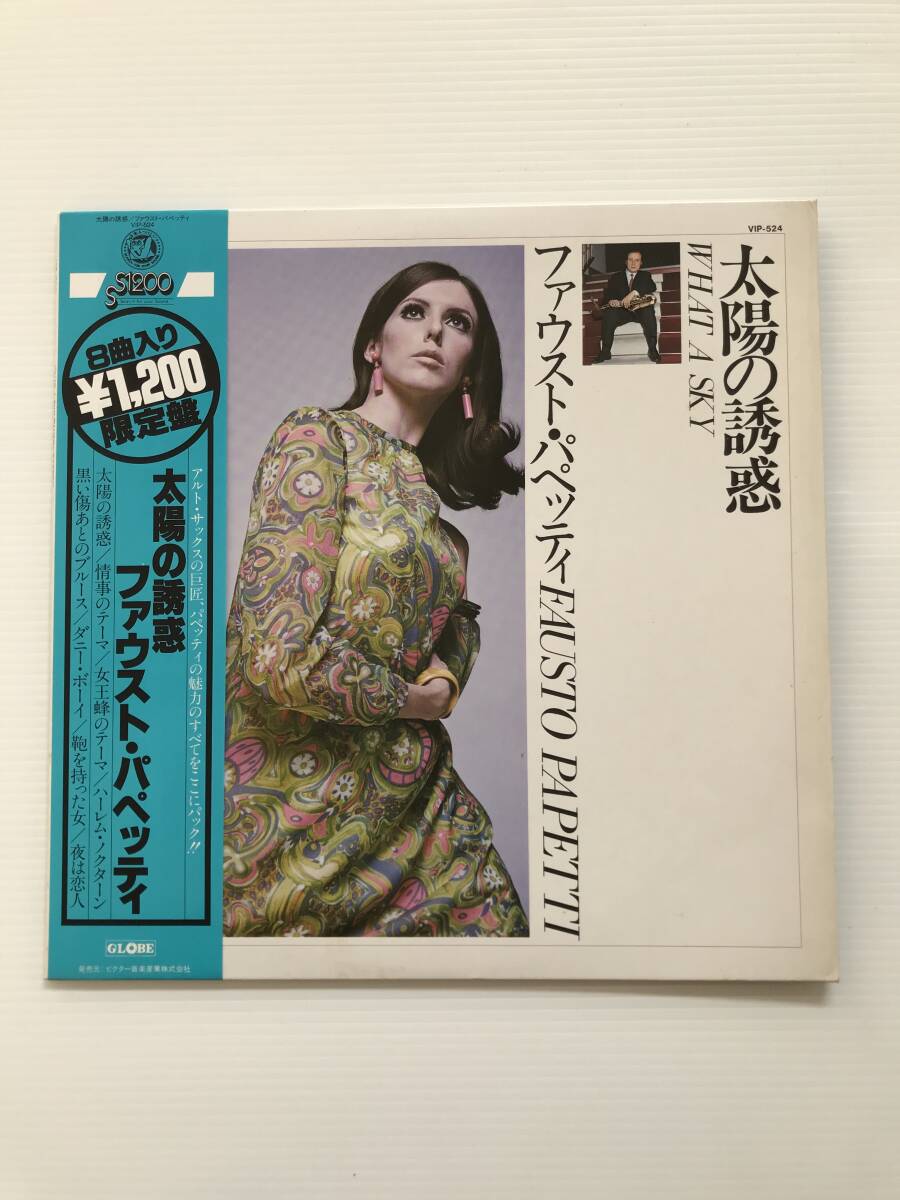 太陽の誘惑/ファウスト・パペッティ
VIP-524
S
S1200
8曲入り
¥1,200
限定盤
アルト・サックスの巨匠、パペッティの魅力のすべてをここにパック!!
太陽の誘惑
ファウスト・パペッティ
太陽の誘惑/情事のテーマ/女王蜂のテーマ/ハーレム・ノクターン
黒い傷あとのブルース/ダニー・ボーイ/鞄を持った女/夜は恋人
GLOBE
発売元:ビクター音楽産業株式会社
VIP-524
太陽の誘惑
WHAT A SKY
ファウスト・パペッティ
FAUSTO PAPETTI